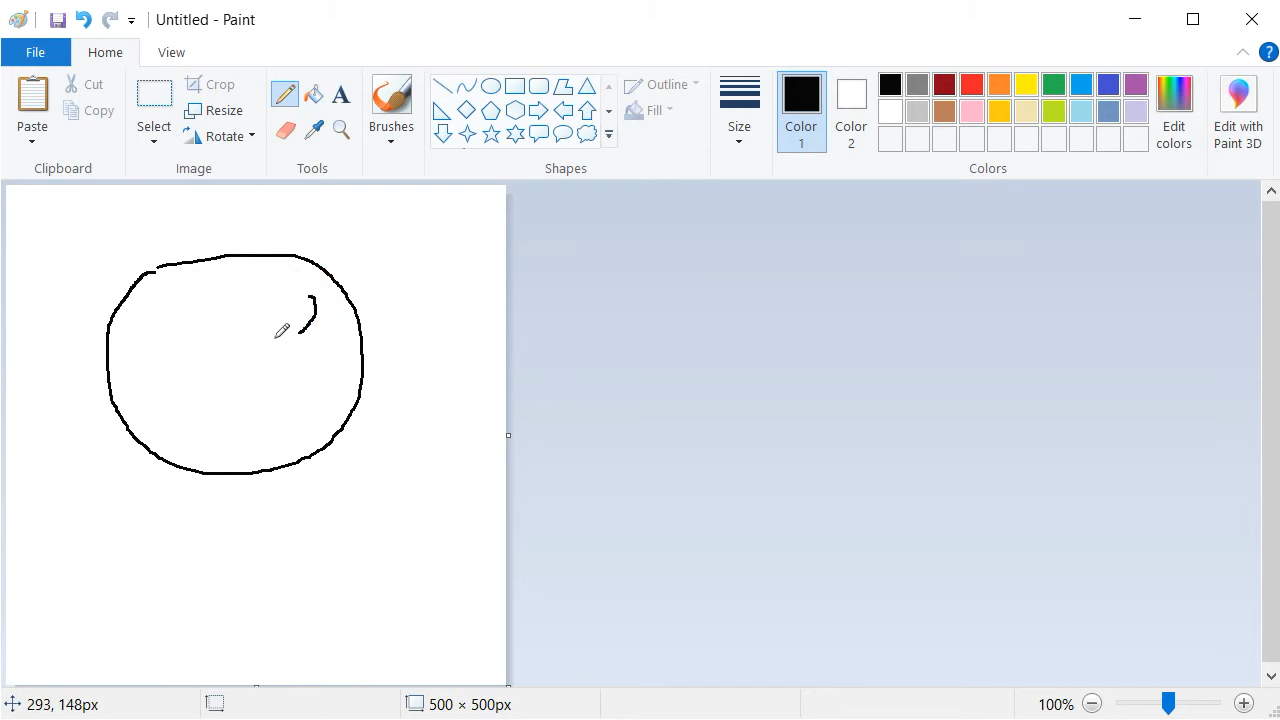 Untitled - Paint
File
Home
View
Paste
Cut
Copy
Clipboard
Select
Crop
Resize
Rotate
Image
A
Tools
Brushes
Shapes
Outline
Fill
Size
Color
1
Color
2
Colors
Edit
colors
Edit with
Paint 3D
?
293, 148px
500 × 500px
100%